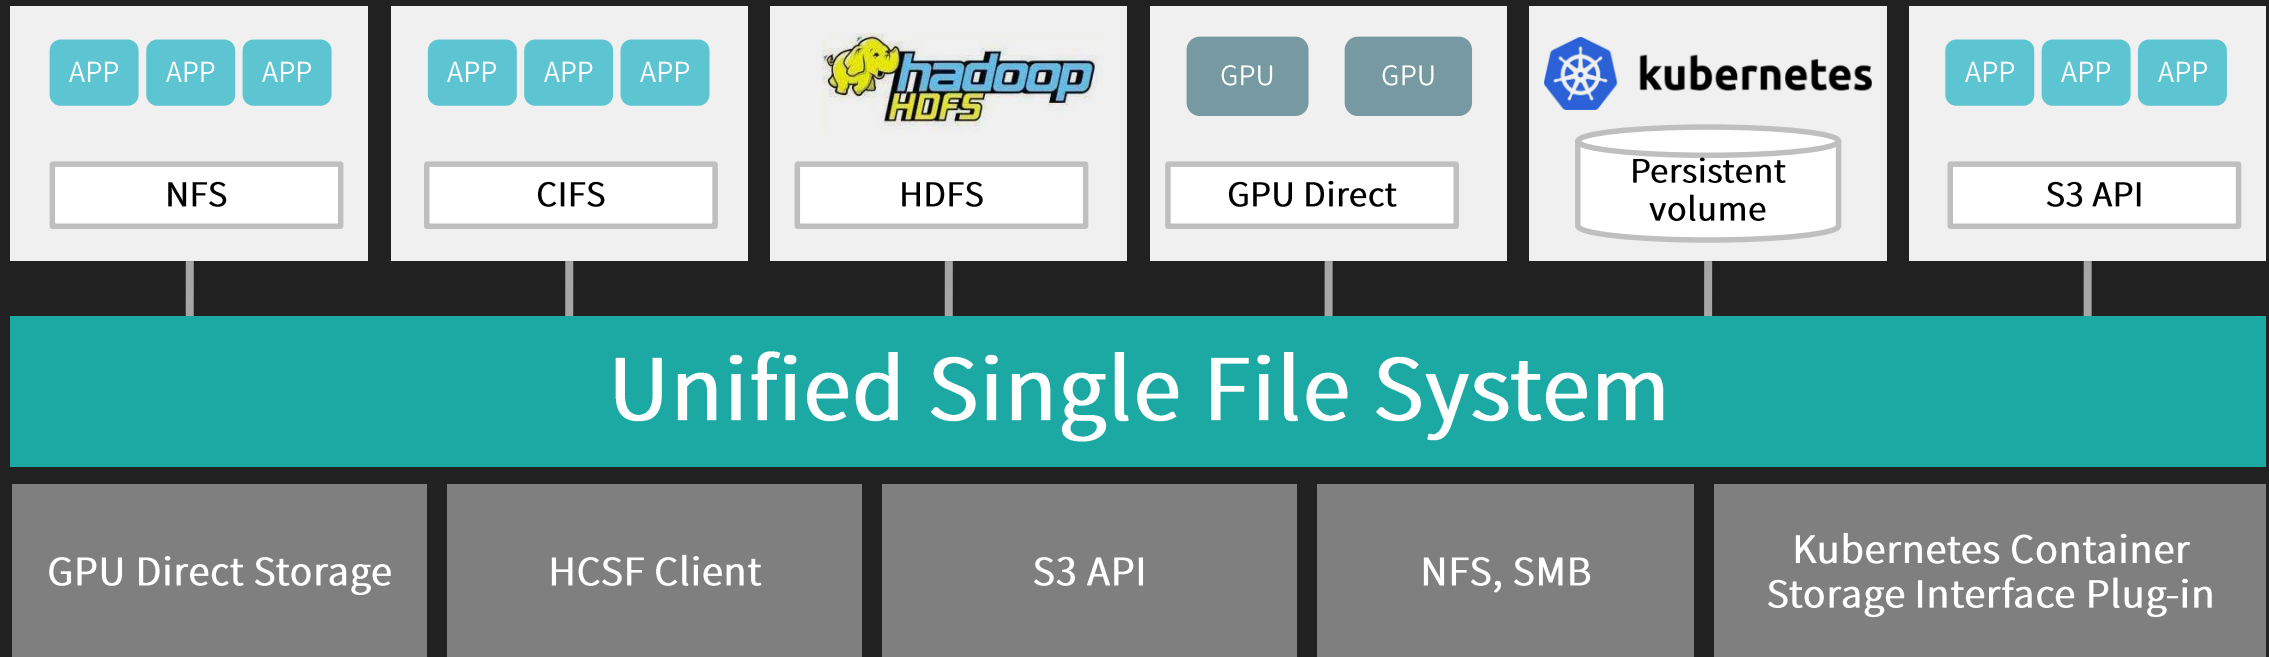 APP APP APP
NFS
APP APP APP
CIFS
hadoop
HDFS
HDFS
GPU GPU
GPU Direct
kubernetes
Persistent
volume
APP APP APP
S3 API
Unified Single File System
GPU Direct Storage
HCSF Client
S3 API
NFS, SMB
Kubernetes Container
Storage Interface Plug-in